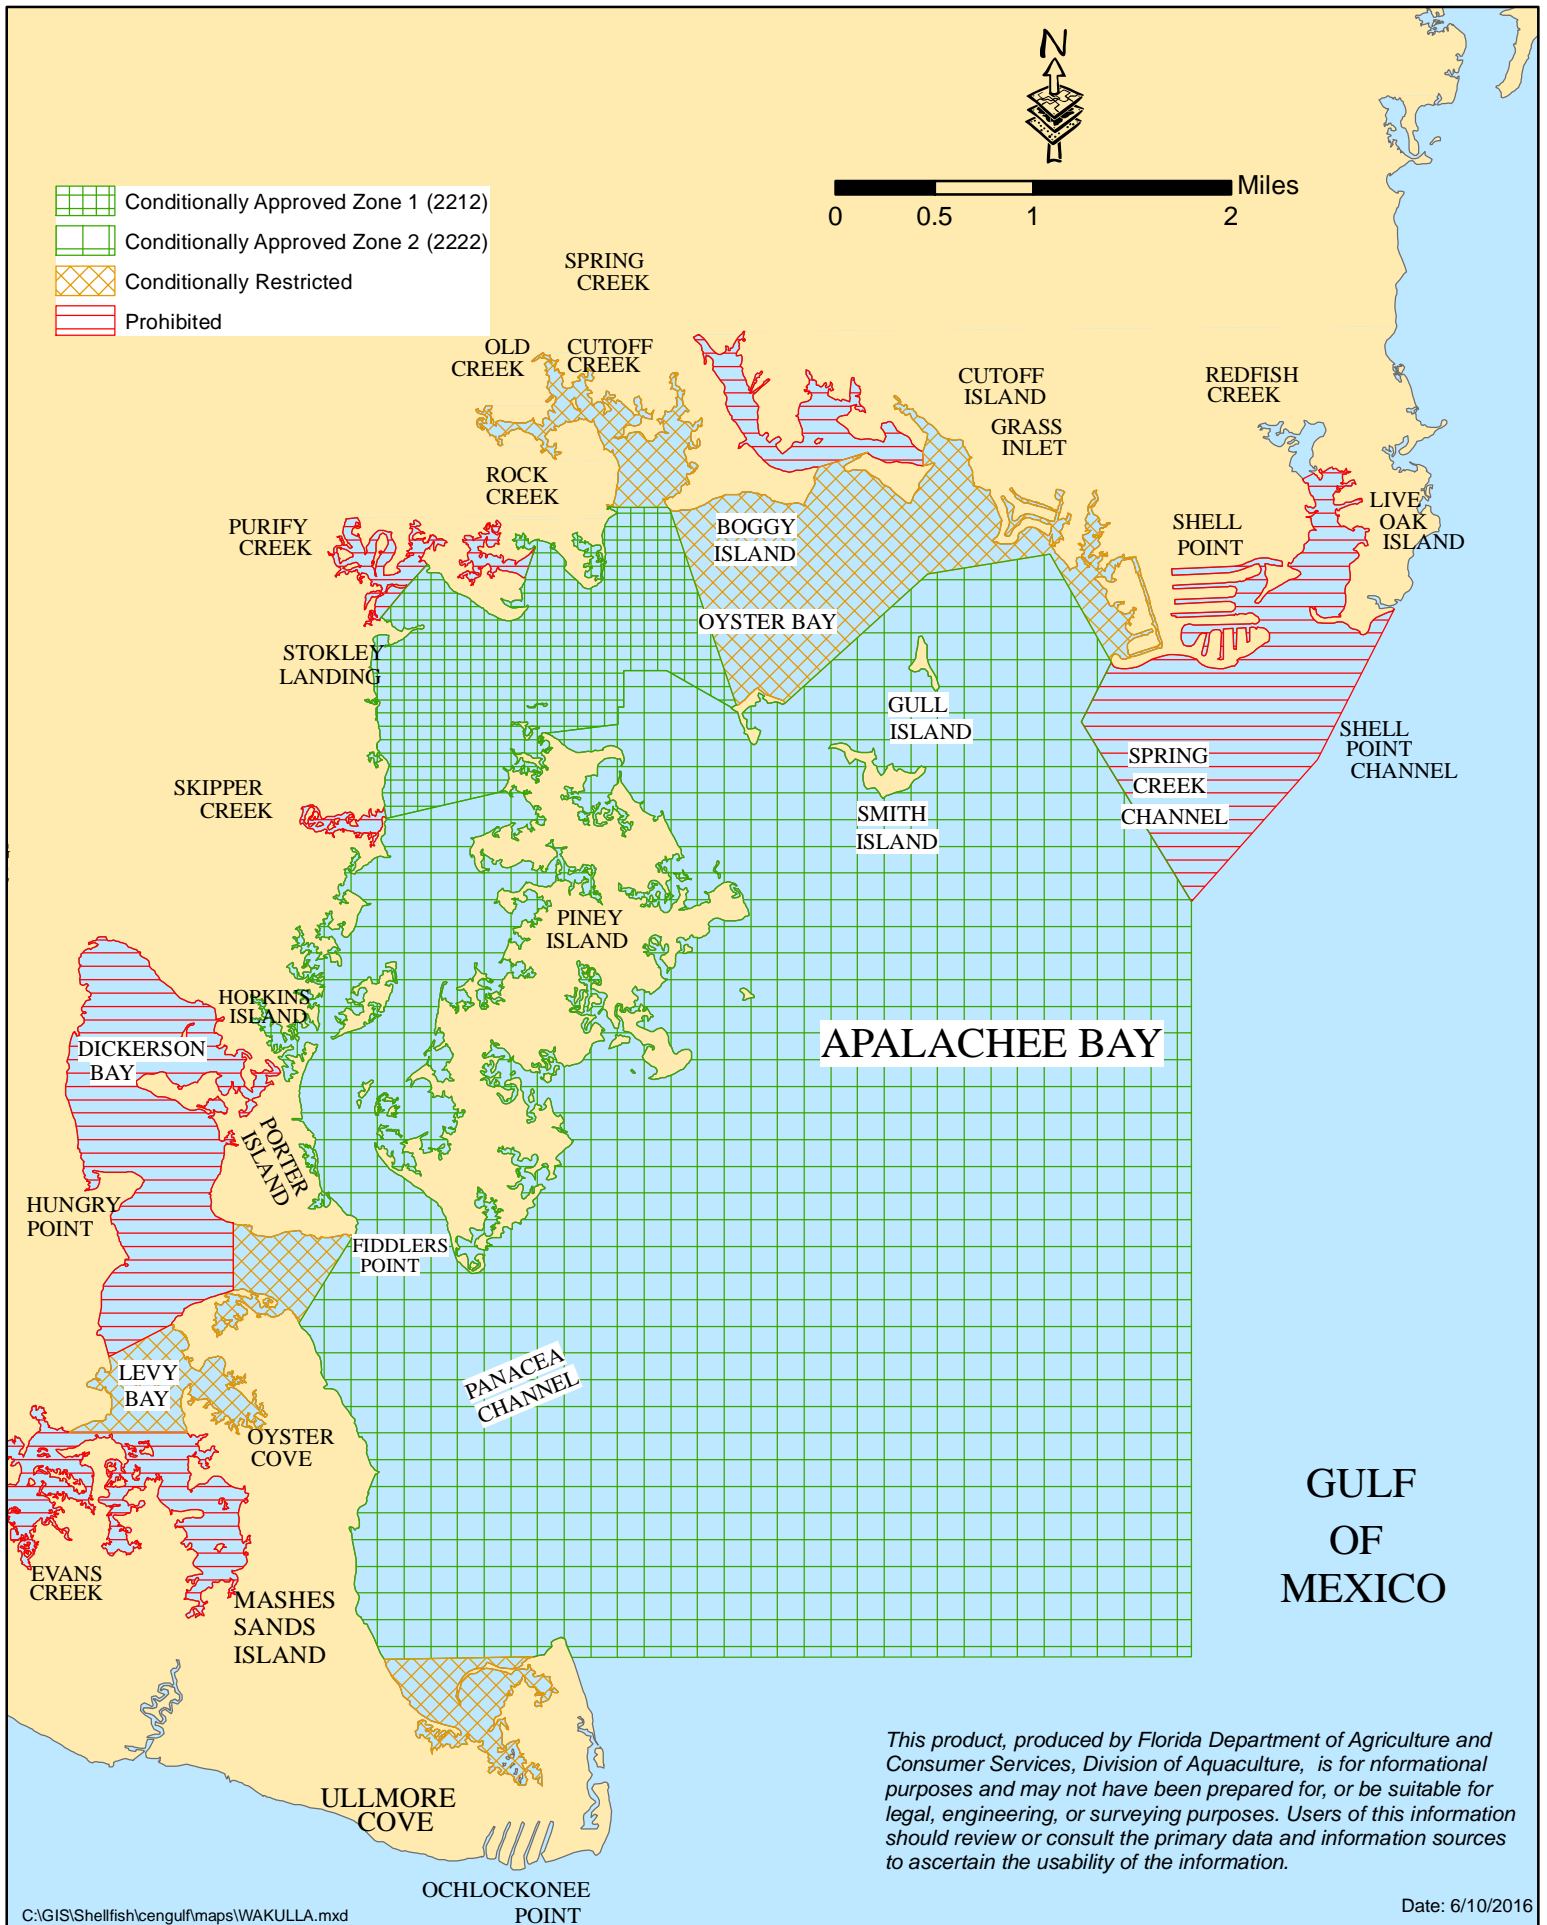 N
Miles
0 0.5 1 2
Conditionally Approved Zone 1 (2212)
Conditionally Approved Zone 2 (2222)
Conditionally Restricted
Prohibited
SPRING
CREEK
OLD
CREEK
CUTOFF
CREEK
CUTOFF
ISLAND
GRASS
INLET
REDFISH
CREEK
ROCK
CREEK
PURIFY
CREEK
BOGGY
ISLAND
SHELL
POINT
LIVE
OAK
ISLAND
OYSTER BAY
STOKLEY
LANDING
GULL
ISLAND
SHELL
POINT
CHANNEL
SPRING
CREEK
CHANNEL
SKIPPER
CREEK
SMITH
ISLAND
PINEY
ISLAND
HOPKINS
ISLAND
DICKERSON
BAY
APALACHEE BAY
PORTER
ISLAND
HUNGRY
POINT
FIDDLERS
POINT
LEVY
BAY
PANACEA
CHANNEL
OYSTER
COVE
EVANS
CREEK
MASHES
SANDS
ISLAND
GULF
OF
MEXICO
ULLMORE
COVE
OCHLOCKONEE
POINT
This product, produced by Florida Department of Agriculture and
Consumer Services, Division of Aquaculture, is for nformational
purposes and may not have been prepared for, or be suitable for
legal, engineering, or surveying purposes. Users of this information
should review or consult the primary data and information sources
to ascertain the usability of the information.
C:\GIS\Shellfish\cengulf\maps\WAKULLA.mxd
Date: 6/10/2016